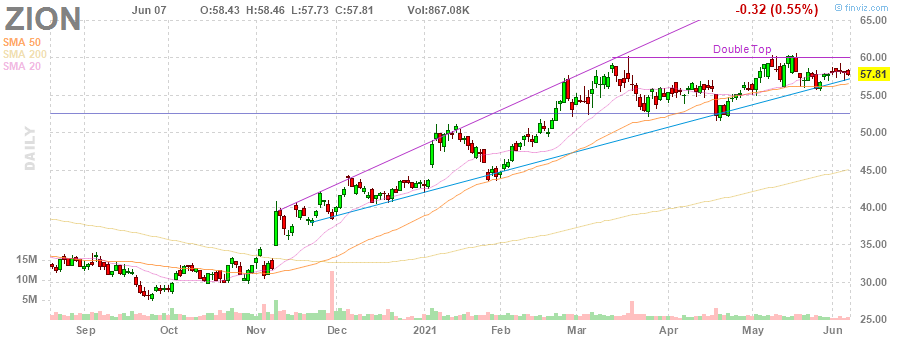 ZION
Jun 07 O:58.43 H:58.46 L:57.73 C:57.81 Vol:867.08K -0.32 (0.55%)
finviz.com
SMA 50
SMA 200
SMA 20
DAILY
Double Top
65.00
60.00
57.81
55.00
50.00
45.00
40.00
35.00
30.00
25.00
15M
10M
5M
Sep Oct Nov Dec 2021 Feb Mar Apr May Jun